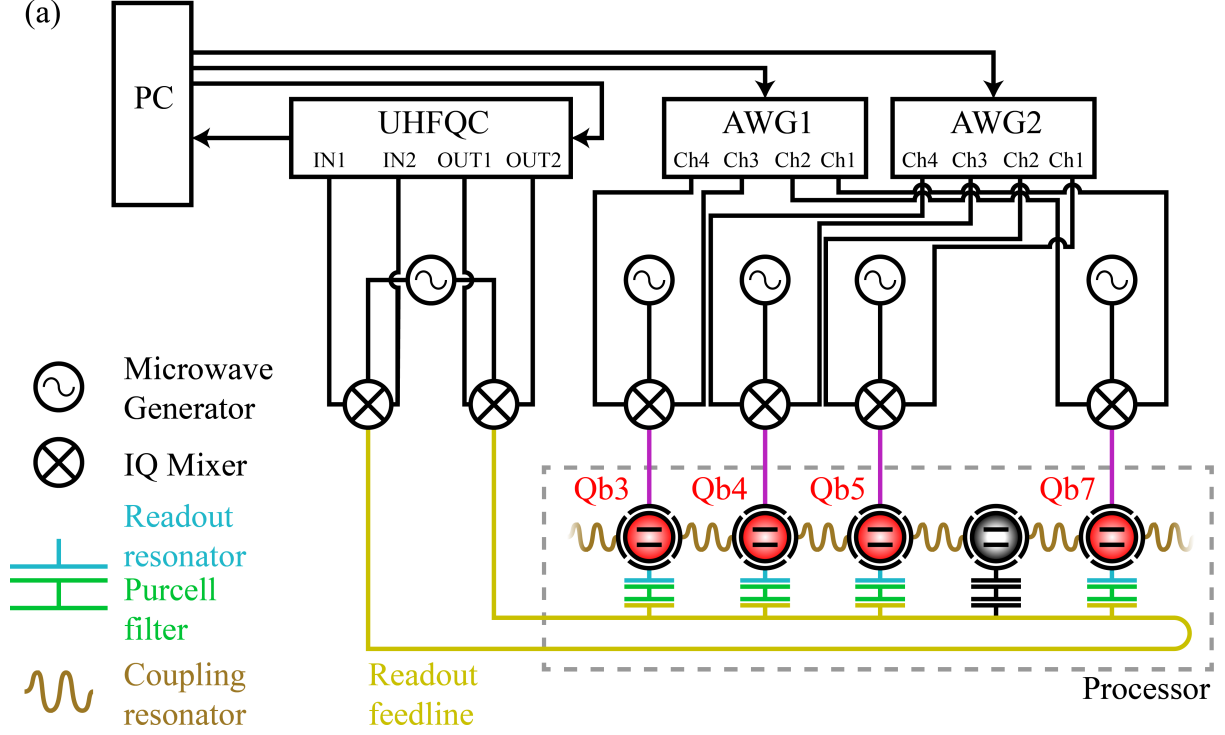 (a)
PC
UHFQC
IN1 IN2 OUT1 OUT2
AWG1
Ch4 Ch3 Ch2 Ch1
AWG2
Ch4 Ch3 Ch2 Ch1
Microwave
Generator
IQ Mixer
Readout
resonator
Purcell
filter
Coupling
resonator
Readout
feedline
Qb3 Qb4 Qb5 Qb7
Processor